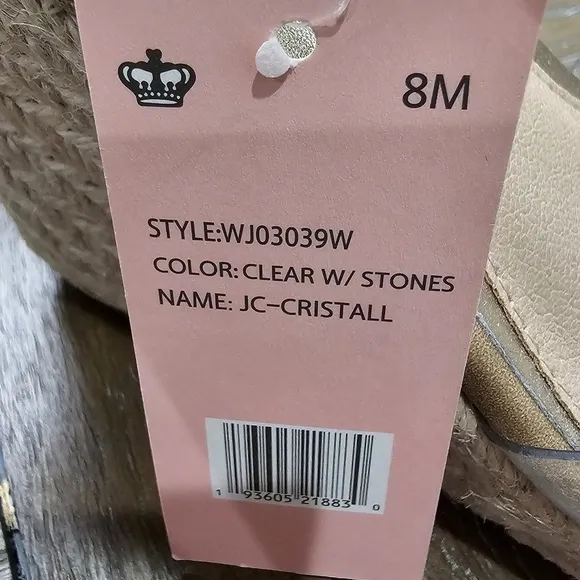 8M
STYLE:WJ03039W
COLOR: CLEAR W/ STONES
NAME: JC-CRISTALL
1 93605 21883 0